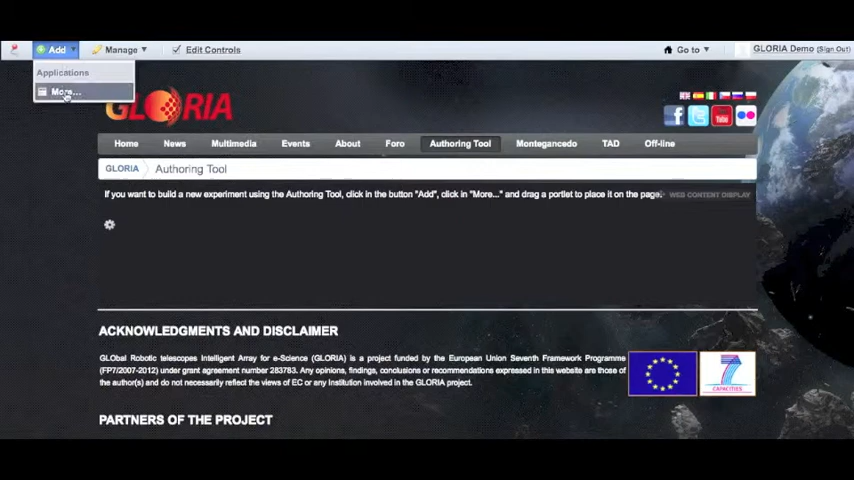 Add Manage Edit Controls Go to GLORIA Demo (Sign Out)
Applications
More...
GLORIA
You
Tube
Home News Multimedia Events About Foro Authoring Tool Montegancedo TAD Off-line
GLORIA Authoring Tool
If you want to build a new experiment using the Authoring Tool, click in the button "Add", click in "More..." and drag a portlet to place it on the page. WEB CONTENT DISPLAY
ACKNOWLEDGMENTS AND DISCLAIMER
GLObal Robotic telescopes Intelligent Array for e-Science (GLORIA) is a project funded by the European Union Seventh Framework Programme
(FP7/2007-2012) under grant agreement number 283783. Any opinions, findings, conclusions or recommendations expressed in this website are those of
the author(s) and do not necessarily reflect the views of EC or any Institution involved in the GLORIA project.
CAPACITIES
PARTNERS OF THE PROJECT